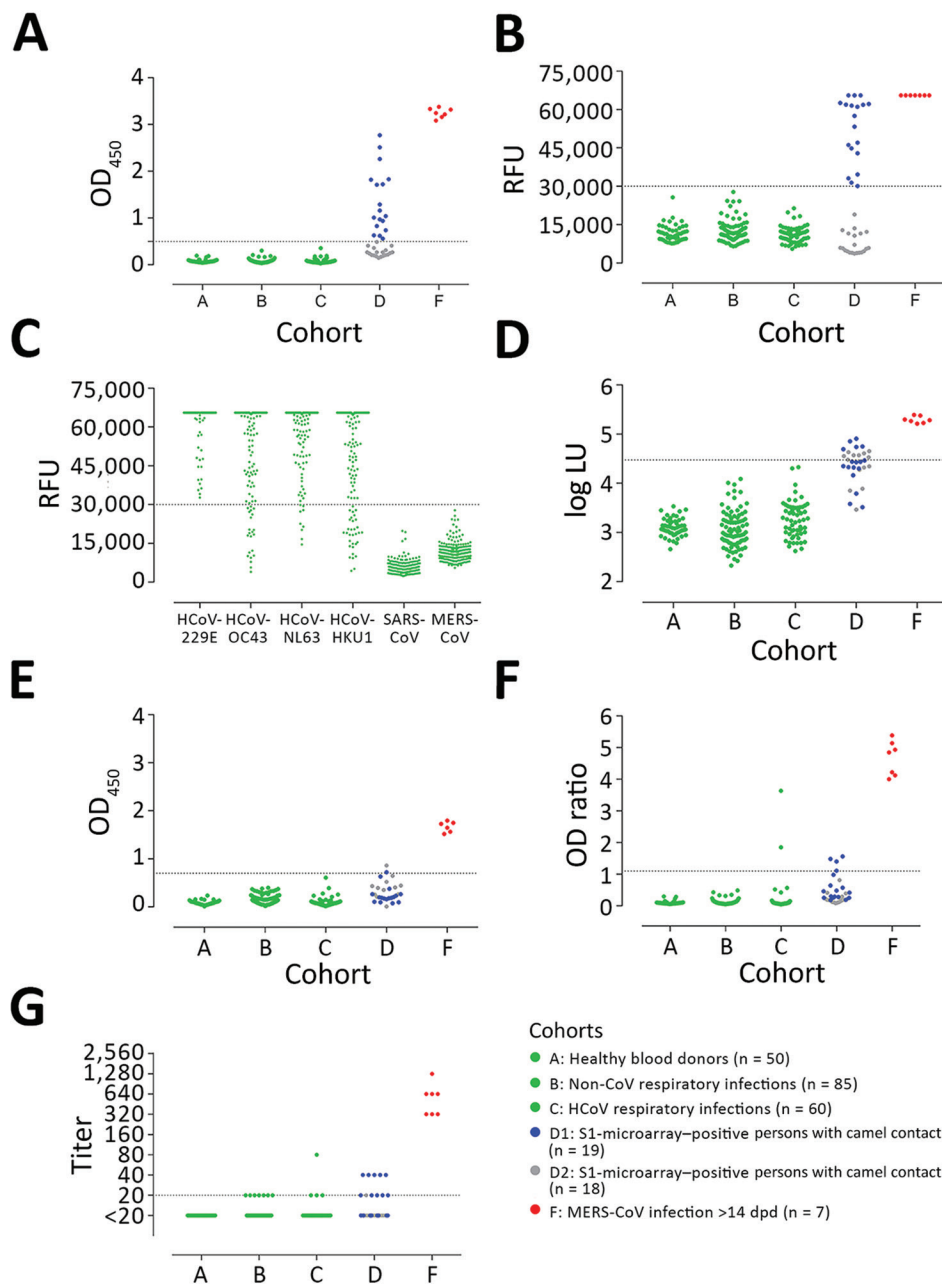 A
4
3
2
1
0
OD450
A B C D F
Cohort
B
75,000
60,000
45,000
30,000
15,000
0
RFU
A B C D F
Cohort
C
75,000
60,000
45,000
30,000
15,000
0
RFU
HCoV- HCoV- HCoV- HCoV- SARS- MERS-
229E OC43 NL63 HKU1 CoV CoV
D
6
5
4
3
2
log LU
A B C D F
Cohort
E
4
3
2
1
0
OD450
A B C D F
Cohort
F
6
5
4
3
2
1
0
OD ratio
A B C D F
Cohort
G
2,560
1,280
640
320
160
80
40
20
<20
Titer
A B C D F
Cohorts
A: Healthy blood donors (n = 50)
B: Non-CoV respiratory infections (n = 85)
C: HCoV respiratory infections (n = 60)
D1: S1-microarray–positive persons with camel contact
(n = 19)
D2: S1-microarray–positive persons with camel contact
(n = 18)
F: MERS-CoV infection >14 dpd (n = 7)